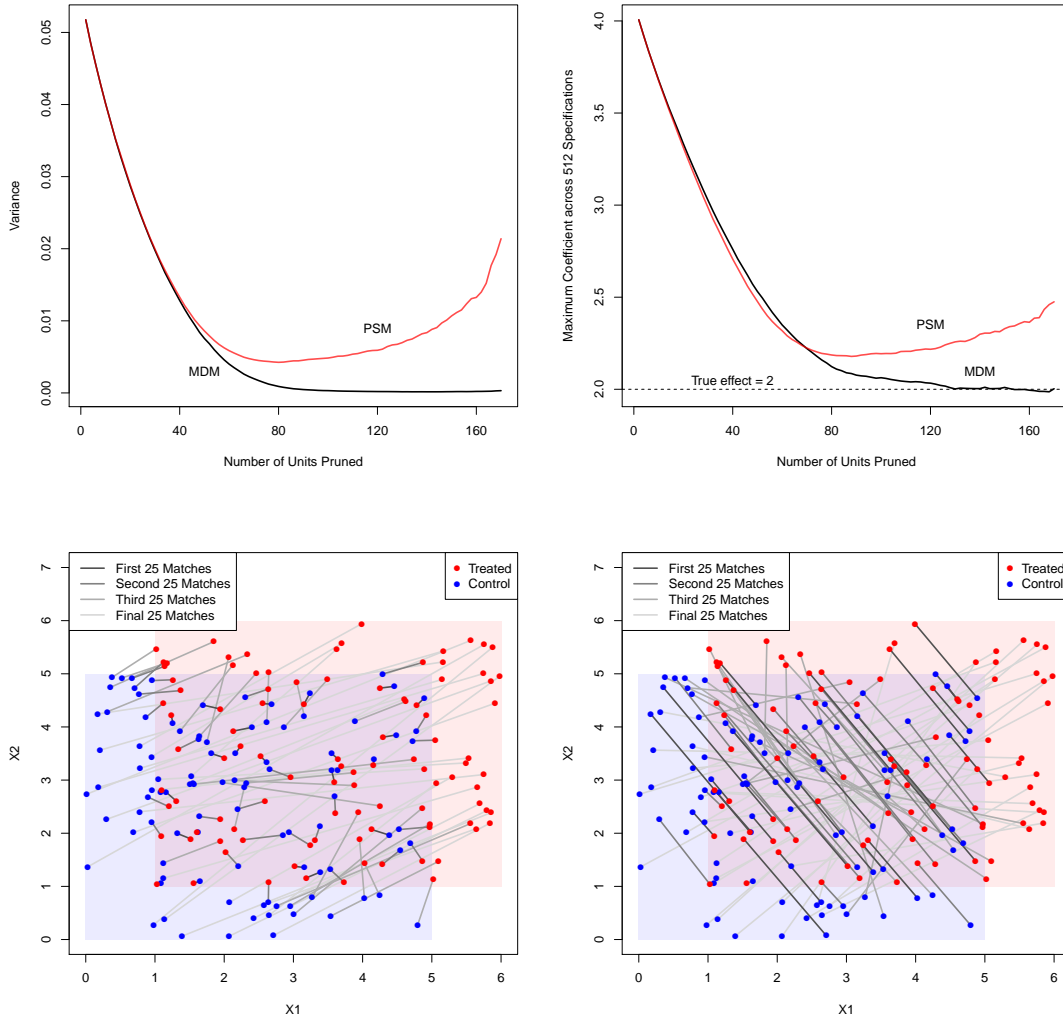 Variance
0.00
0.01
0.02
0.03
0.04
0.05
PSM
MDM
0
40
80
120
160
Number of Units Pruned
Maximum Coefficient across 512 Specifications
2.0
2.5
3.0
3.5
4.0
PSM
MDM
True effect = 2
0
40
80
120
160
Number of Units Pruned
X2
0
1
2
3
4
5
6
7
First 25 Matches
Second 25 Matches
Third 25 Matches
Final 25 Matches
Treated
Control
0
1
2
3
4
5
6
X1
X2
0
1
2
3
4
5
6
7
First 25 Matches
Second 25 Matches
Third 25 Matches
Final 25 Matches
Treated
Control
0
1
2
3
4
5
6
X1